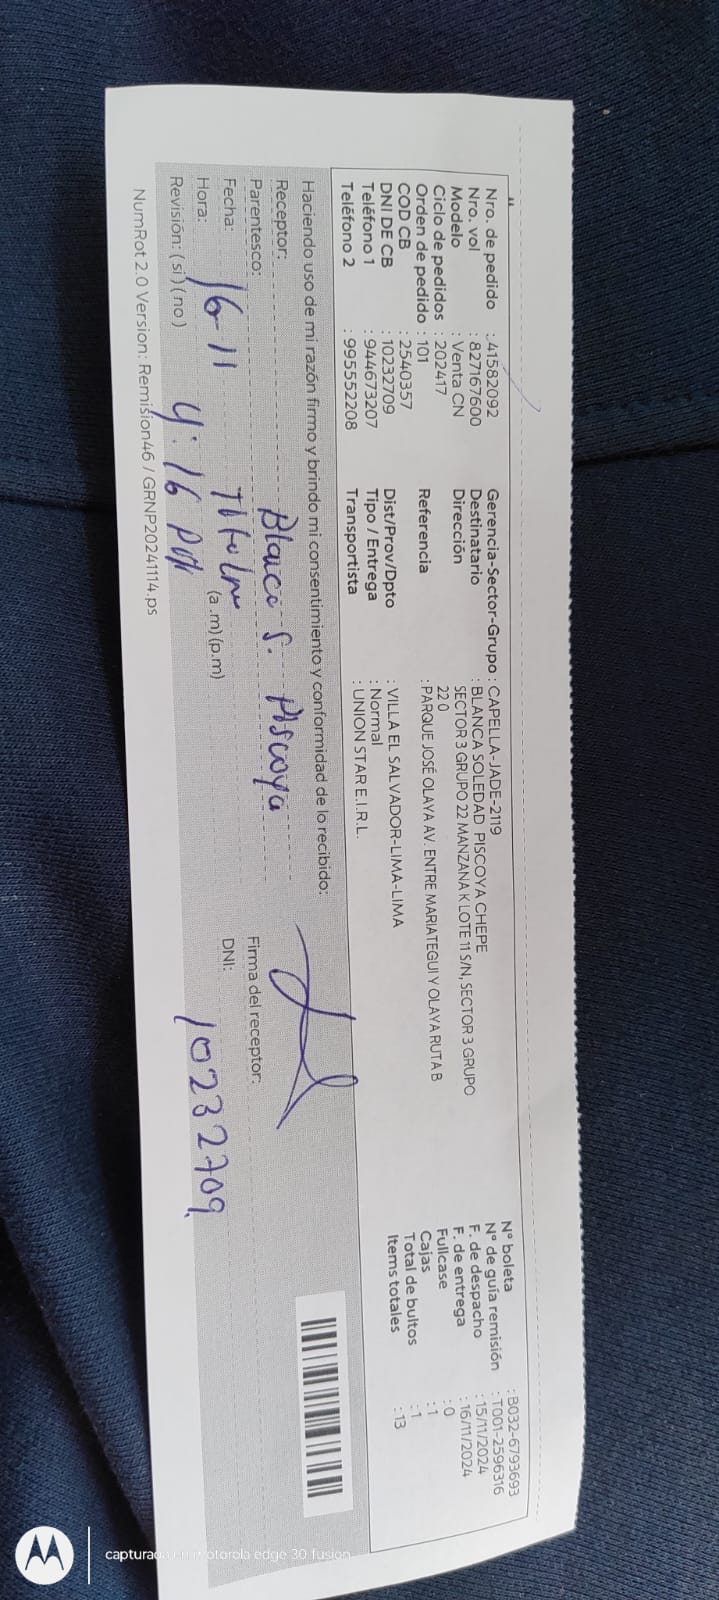 Nro. de pedido : 41582092
Nro. vol : 827167600
Modelo : Venta CN
Ciclo de pedidos : 202417
Orden de pedido : 101
COD CB : 2540357
DNI DE CB : 10232709
Teléfono 1 : 944673207
Teléfono 2 : 995552208
Gerencia-Sector-Grupo : CAPELLA-JADE-2119
Destinatario : BLANCA SOLEDAD PISCOYA CHEPE
Dirección : SECTOR 3 GRUPO 22 MANZANA K LOTE 11 S/N, SECTOR 3 GRUPO
22 0
Referencia : PARQUE JOSÉ OLAYA AV. ENTRE MARIATEGUI Y OLAYA RUTA B
Dist/Prov/Dpto : VILLA EL SALVADOR-LIMA-LIMA
Tipo / Entrega : Normal
Transportista : UNION STAR E.I.R.L.
N° boleta : B032-6793693
N° de guía remisión : T001-2596316
F. de despacho : 15/11/2024
F. de entrega : 16/11/2024
Fullcase : 0
Cajas : 1
Total de bultos : 1
Items totales : 13
Haciendo uso de mi razón firmo y brindo mi consentimiento y conformidad de lo recibido:
Receptor: Blanca S. Piscoya
Parentesco: Titular
Fecha: 16-11
Hora: 4:16 PM (a.m)(p.m)
Revisión: (si)(no)
Firma del receptor:
DNI: 10232709
NumRot 2.0 Version: Remision46 / GRNP20241114.ps
capturada en motorola edge 30 fusion